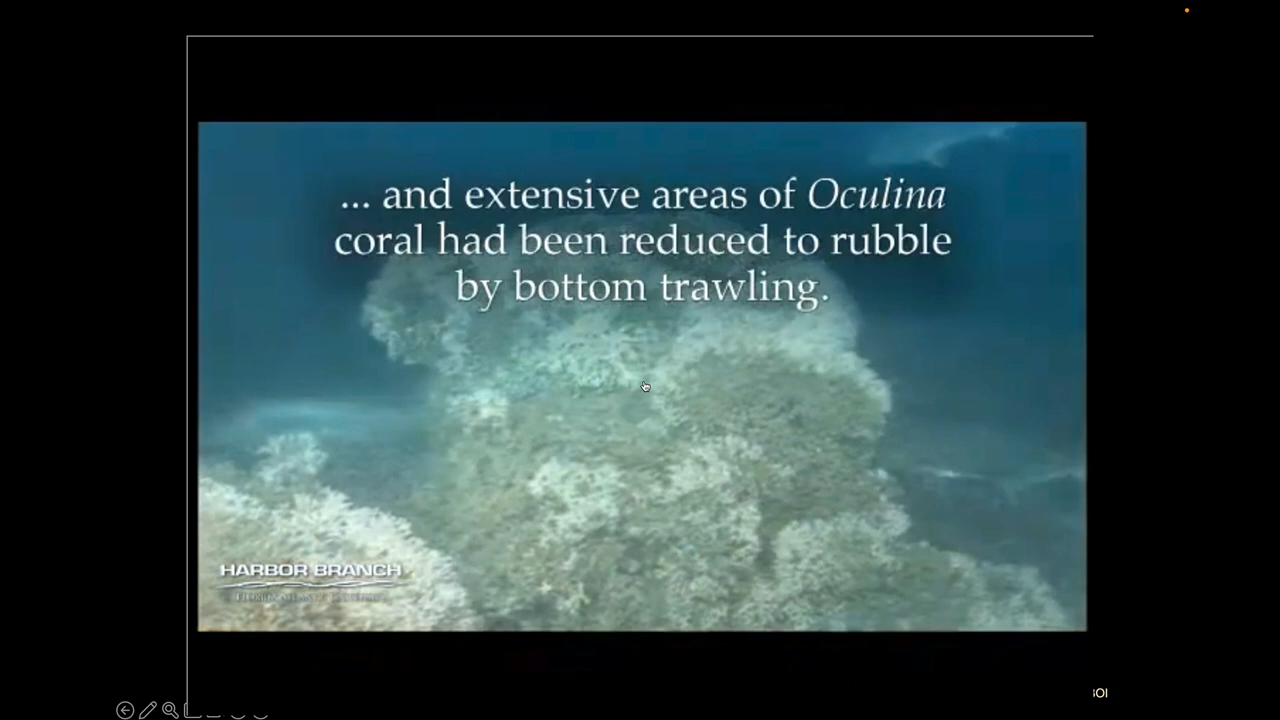 ... and extensive areas of Oculina
coral had been reduced to rubble
by bottom trawling.
HARBOR BRANCH